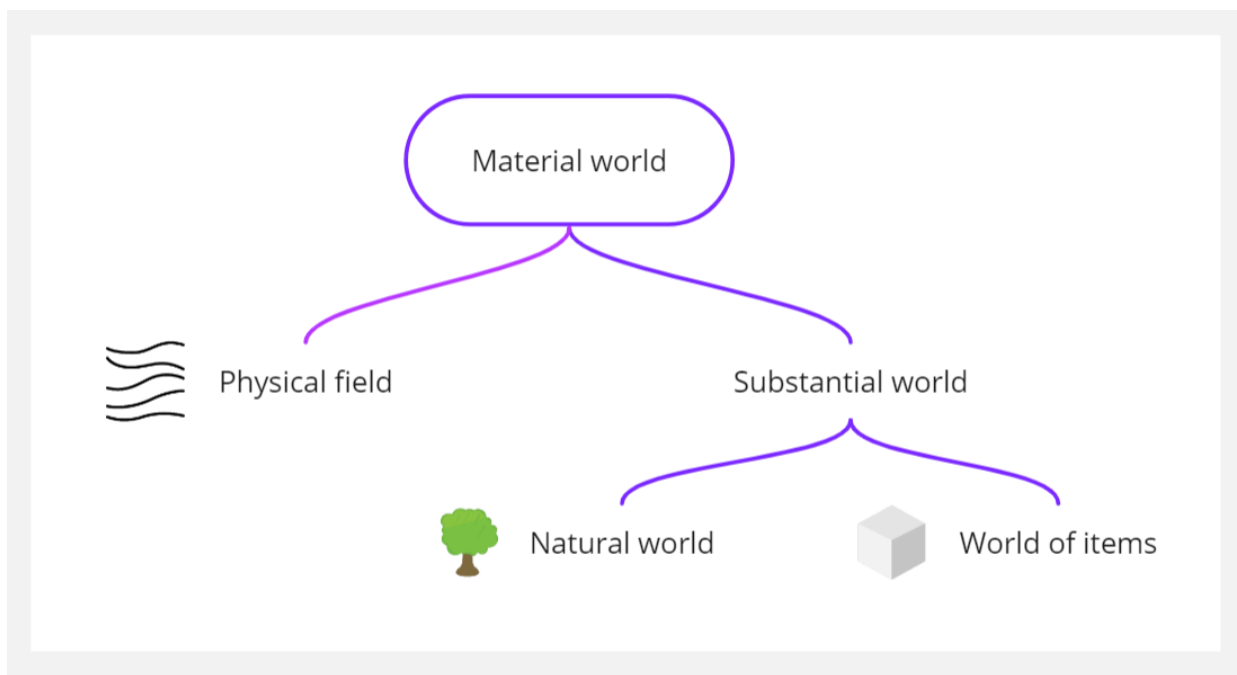 Material world
Physical field
Substantial world
Natural world
World of items